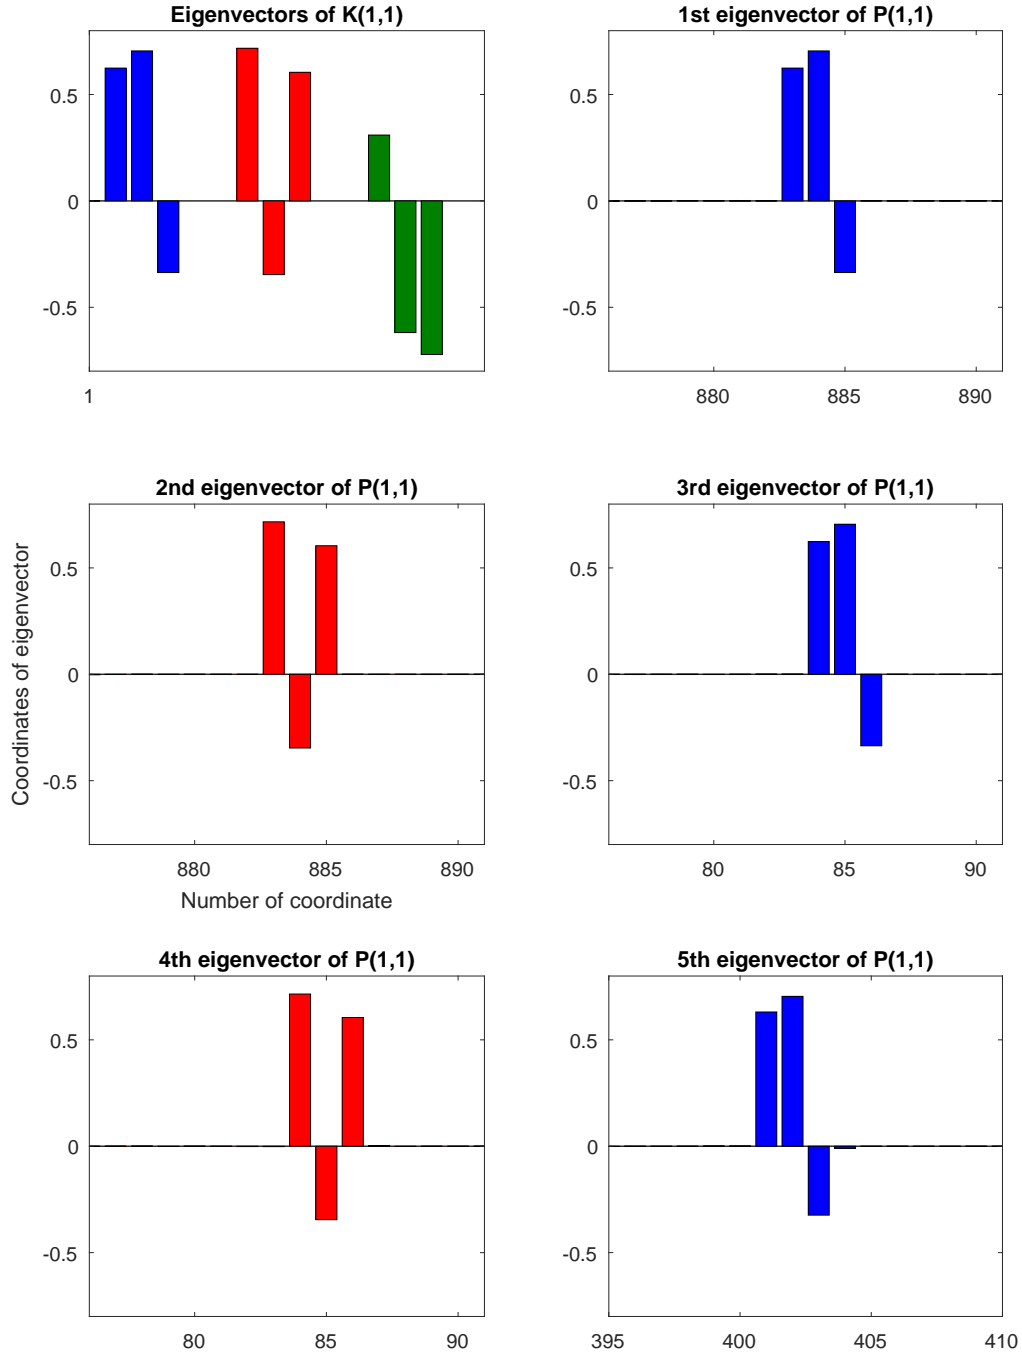 Eigenvectors of K(1,1)
0.5
0
-0.5
1
1st eigenvector of P(1,1)
0.5
0
-0.5
880 885 890
2nd eigenvector of P(1,1)
Coordinates of eigenvector
0.5
0
-0.5
880 885 890
Number of coordinate
3rd eigenvector of P(1,1)
0.5
0
-0.5
80 85 90
4th eigenvector of P(1,1)
0.5
0
-0.5
80 85 90
5th eigenvector of P(1,1)
0.5
0
-0.5
395 400 405 410